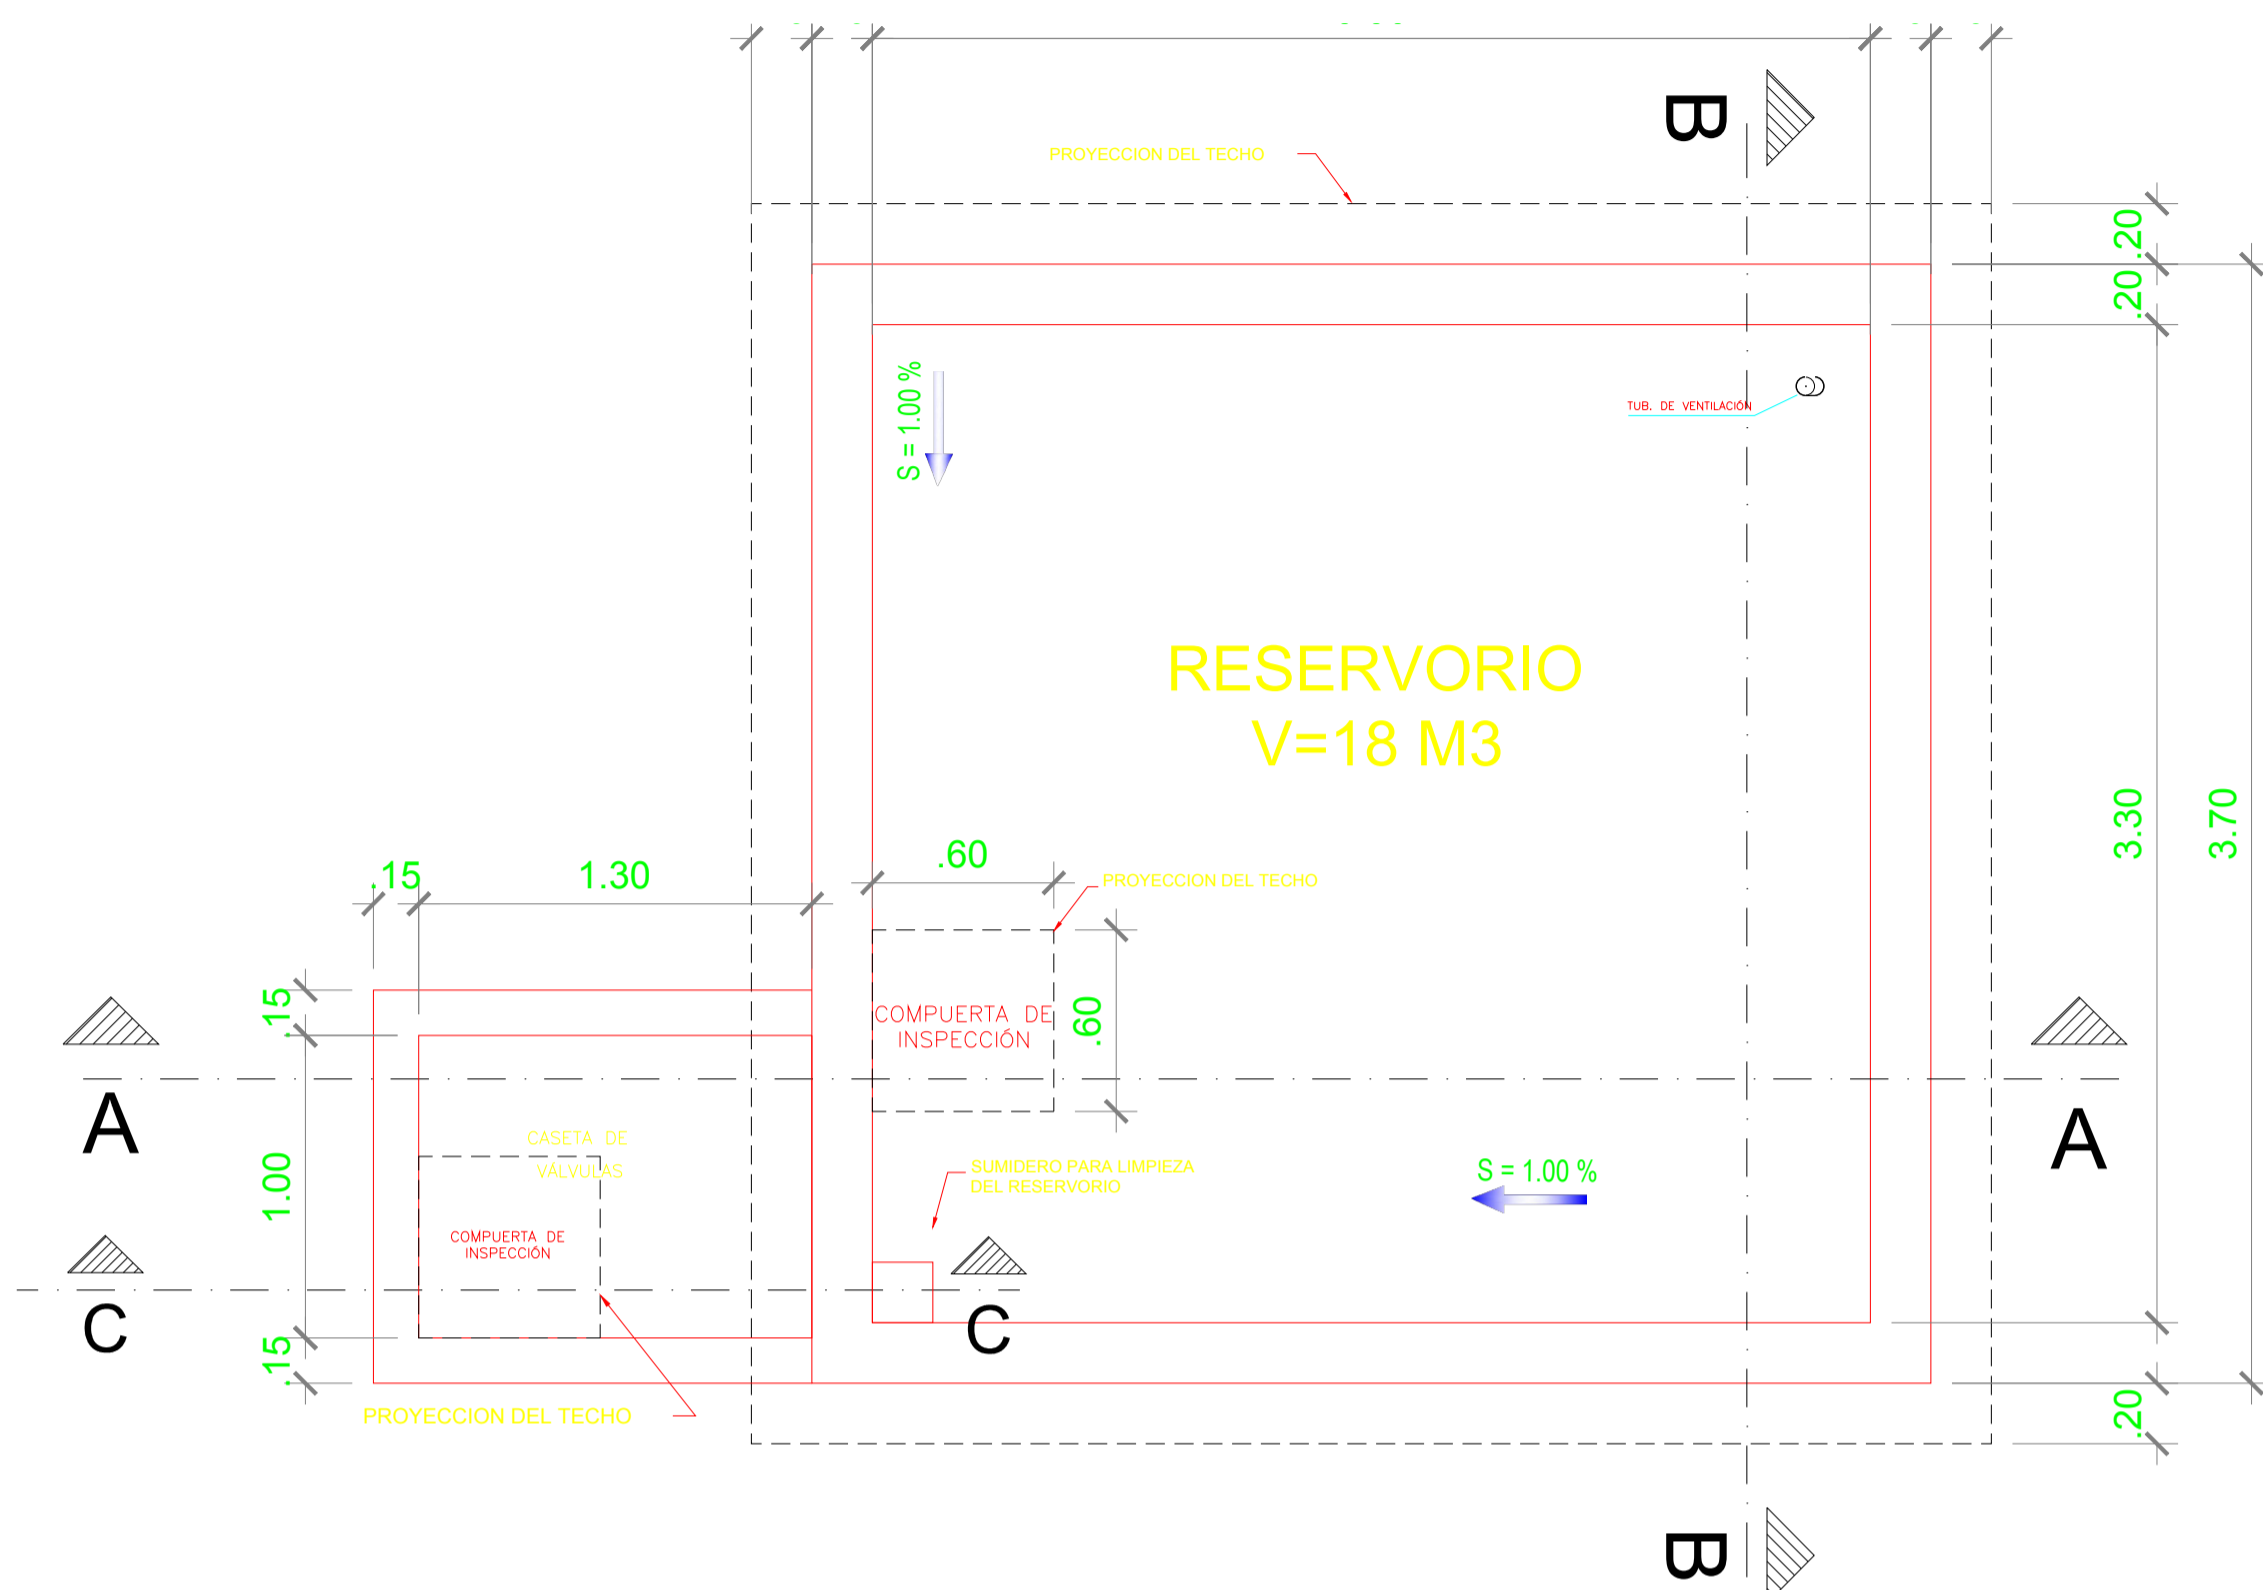 B
PROYECCION DEL TECHO
.20
.20
S = 1.00 %
TUB. DE VENTILACIÓN
RESERVORIO
V=18 M3
3.30
3.70
.15
1.30
.60
PROYECCION DEL TECHO
.15
COMPUERTA DE
INSPECCIÓN
.60
A
A
CASETA DE
VÁLVULAS
1.00
SUMIDERO PARA LIMPIEZA
DEL RESERVORIO
S = 1.00 %
COMPUERTA DE
INSPECCIÓN
C
C
.15
PROYECCION DEL TECHO
.20
B